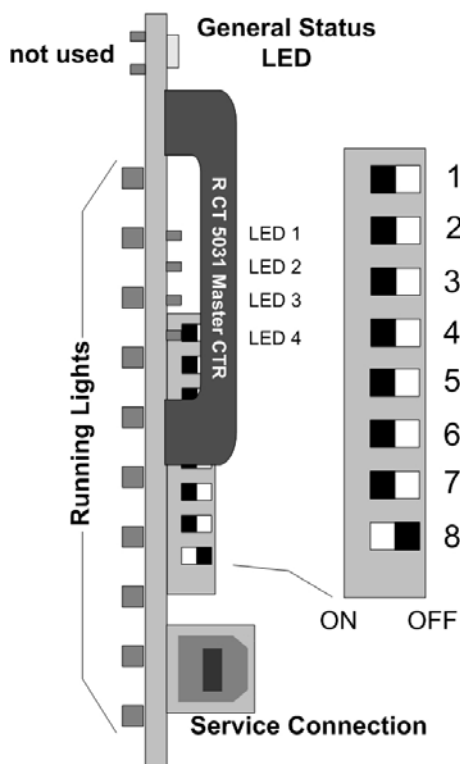 General Status
LED
not used
R CT 5031 Master CTR
LED 1
LED 2
LED 3
LED 4
Running Lights
1
2
3
4
5
6
7
8
ON OFF
Service Connection